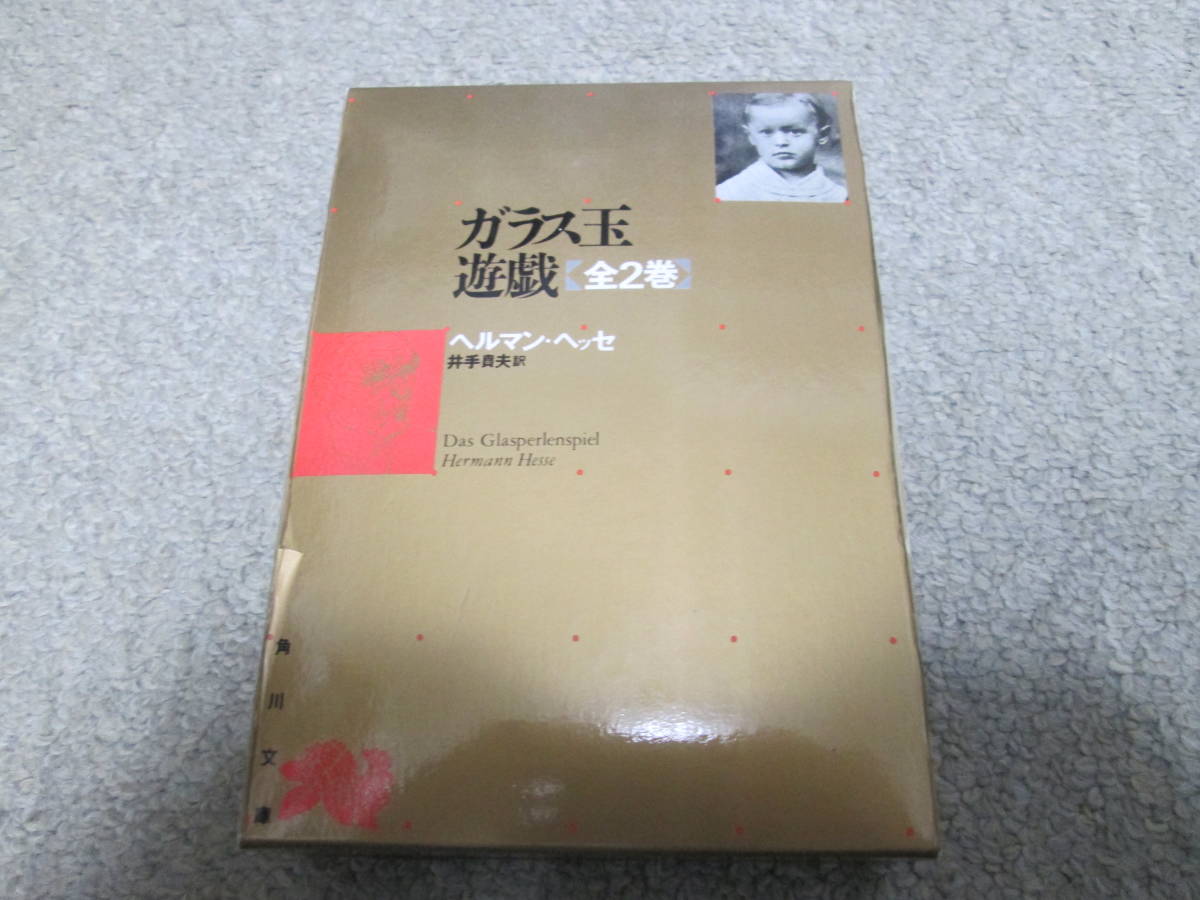 ガラス玉
遊戯【全2巻】
ヘルマン・ヘッセ
井手賁夫訳
Das Glasperlenspiel
Hermann Hesse
角川文庫